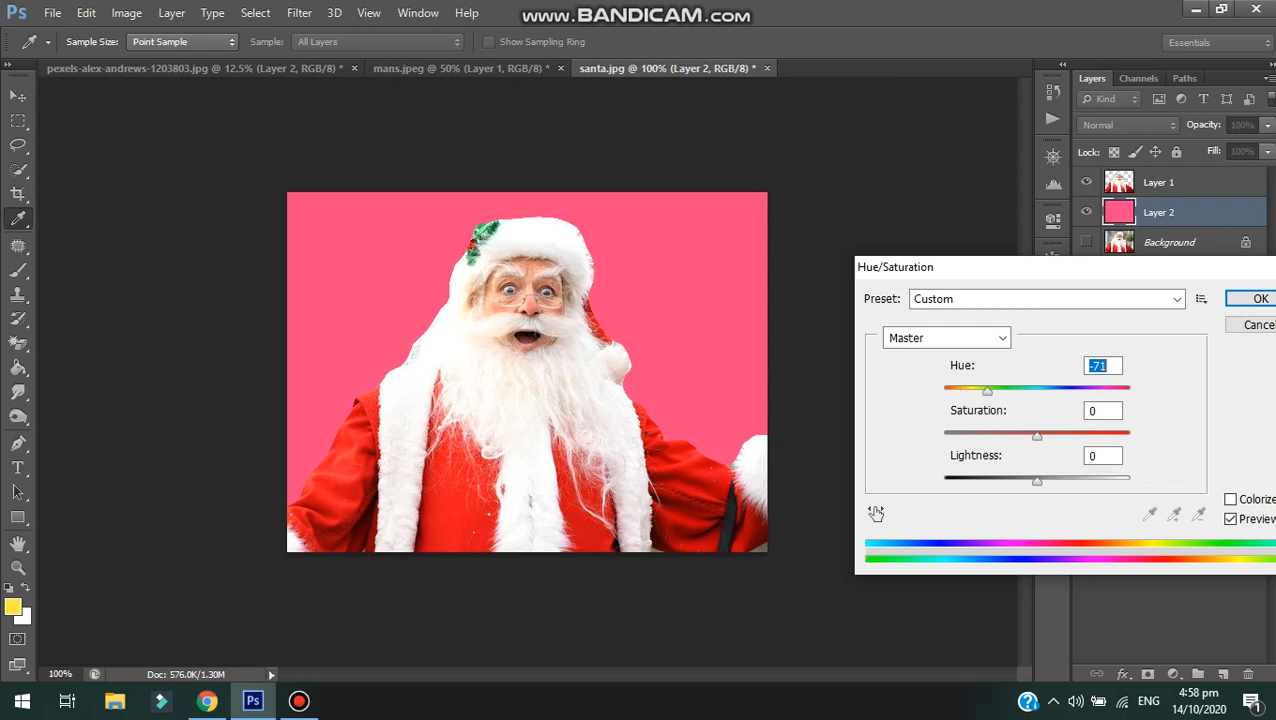 www.BANDICAM.com
Ps File Edit Image Layer Type Select Filter 3D View Window Help
Sample Size: Point Sample Sample: All Layers Show Sampling Ring Essentials
pexels-alex-andrews-1203803.jpg @ 12.5% (Layer 2, RGB/8) * × mans.jpeg @ 50% (Layer 1, RGB/8) * × santa.jpg @ 100% (Layer 2, RGB/8) * ×
Layers Channels Paths
Kind
Normal Opacity: 100%
Lock: Fill: 100%
Layer 1
Layer 2
Background
Hue/Saturation
Preset: Custom OK
Cance
Master
Hue: -71
Saturation: 0
Lightness: 0
Colorize
Preview
100% Doc: 576.0K/1.30M
Ps ENG 4:58 pm
14/10/2020
1